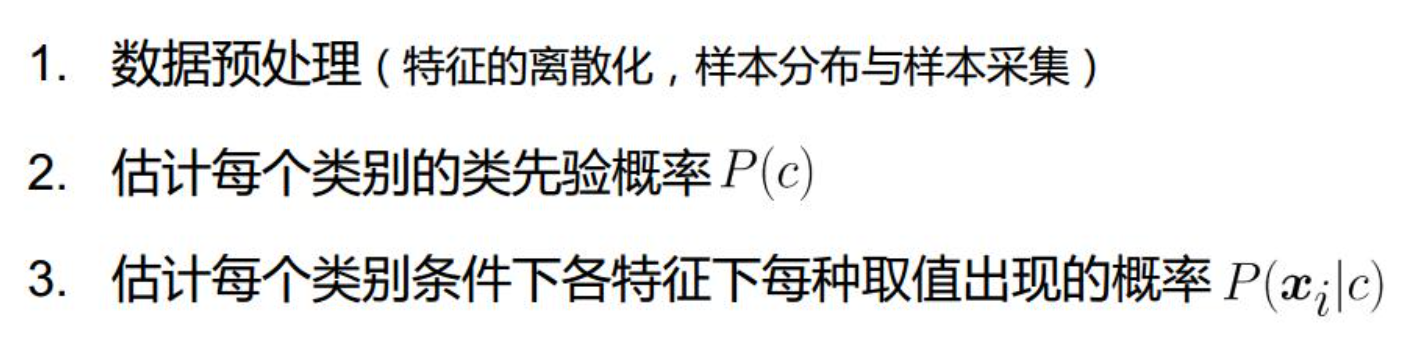 1. 数据预处理（特征的离散化，样本分布与样本采集）
2. 估计每个类别的类先验概率 P(c)
3. 估计每个类别条件下各特征下每种取值出现的概率 P(𝒙ᵢ|c)